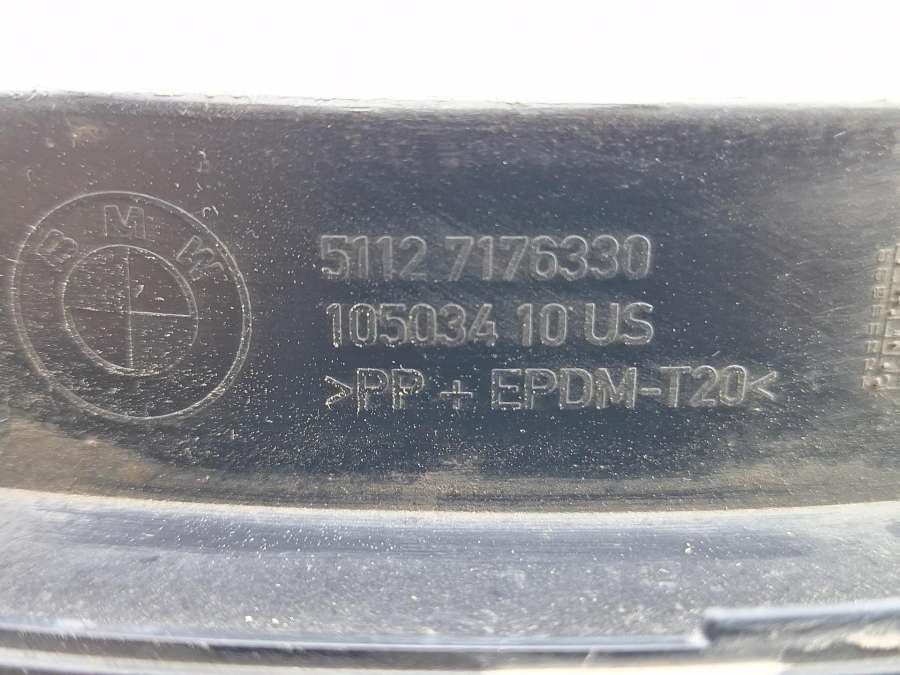 BMW
5112 7176330
105034 10 US
>PP + EPDM-T20<